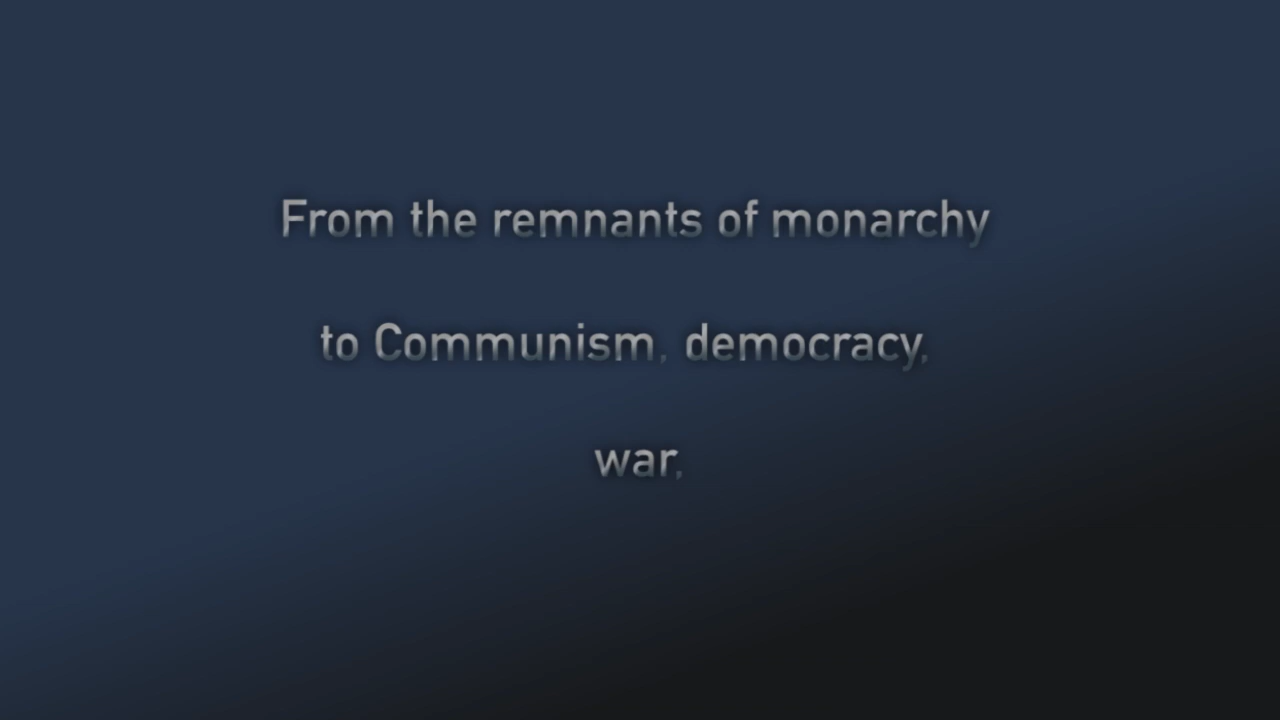 From the remnants of monarchy
to Communism, democracy,
war,